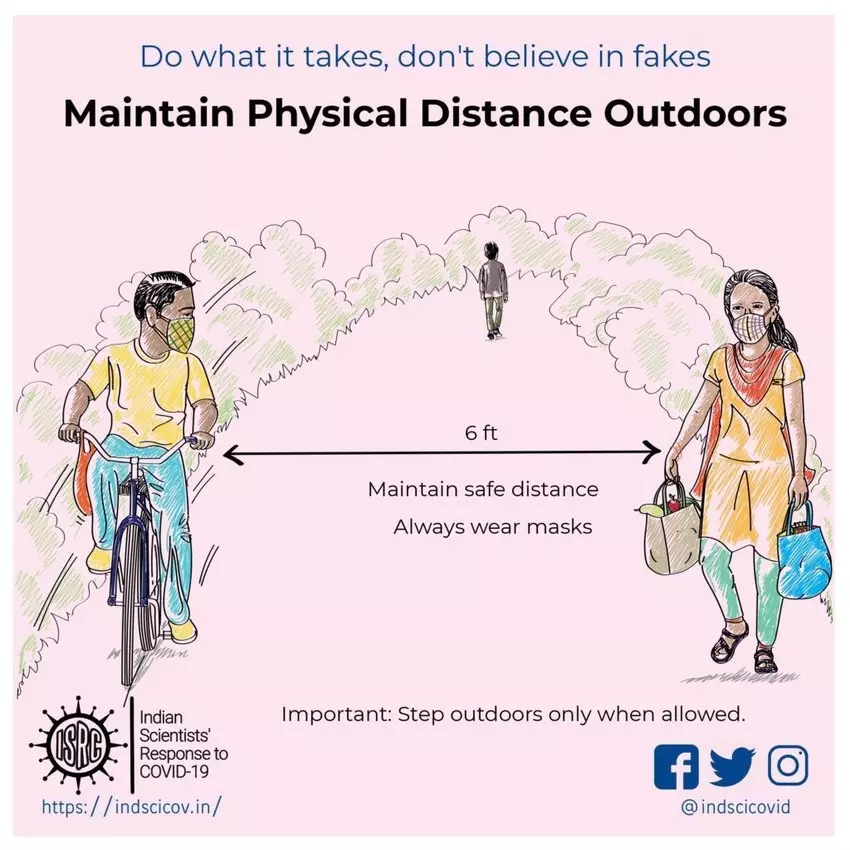 Do what it takes, don't believe in fakes
Maintain Physical Distance Outdoors
6 ft
Maintain safe distance
Always wear masks
Important: Step outdoors only when allowed.
ISRC
Indian
Scientists'
Response to
COVID-19
https://indscicov.in/
@indscicovid